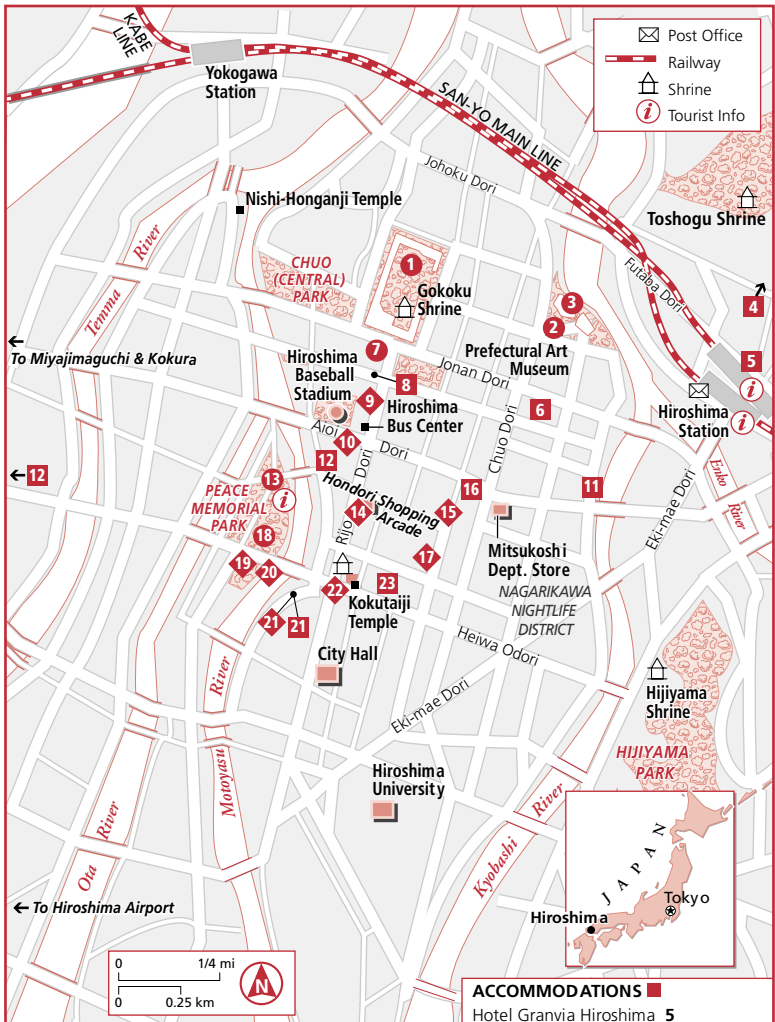 KABE
LINE
Yokogawa
Station
SAN-YO MAIN LINE
Post Office
Railway
Shrine
i Tourist Info
Johoku Dori
Nishi-Honganji Temple
Toshogu Shrine
River
Temma
CHUO
(CENTRAL)
PARK
1
Gokoku
Shrine
Futaba Dori
3
2
4
Prefectural Art
Museum
To Miyajimaguchi & Kokura
7
Hiroshima
Baseball
Stadium
Jonan Dori
8
5
i
9
Hiroshima
Bus Center
6
Hiroshima
Station
i
Aioi Dori
10
Chuo Dori
12
12
Rijo Dori
Hondori Shopping
Arcade
16
11
Enko
River
13
i
PEACE
MEMORIAL
PARK
14
15
Eki-mae Dori
18
17
Mitsukoshi
Dept. Store
19
20
22
23
Kokutaiji
Temple
NAGARIKAWA
NIGHTLIFE
DISTRICT
21
21
Heiwa Odori
City Hall
River
Motoyasu
Eki-mae Dori
Hijiyama
Shrine
HIJIYAMA
PARK
Hiroshima
University
River
Kyobashi
River
Ota
JAPAN
Tokyo
Hiroshima
To Hiroshima Airport
0 1/4 mi
0 0.25 km
N
ACCOMMODATIONS
Hotel Granvia Hiroshima 5